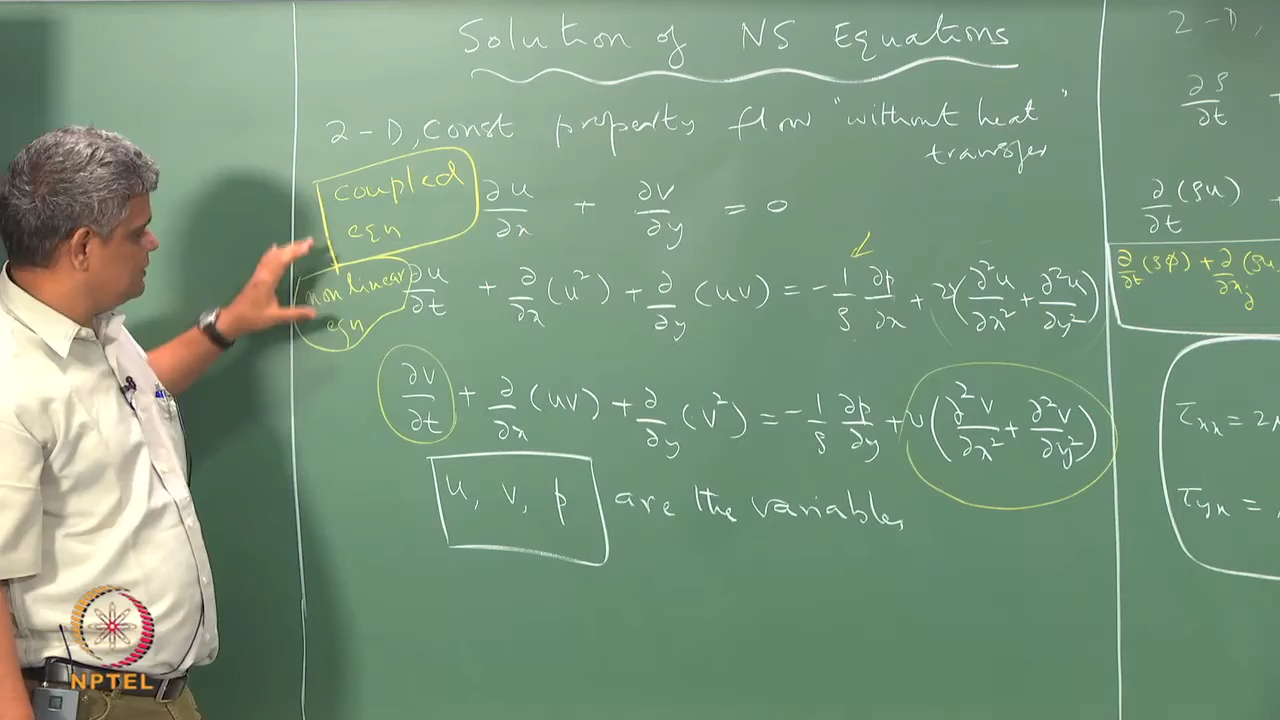 Solution of NS Equations
2-D, Const property flow "without heat transfer"
coupled eqn
∂u/∂x + ∂v/∂y = 0
non linear eqn
∂u/∂t + ∂/∂x (u²) + ∂/∂y (uv) = -1/ρ ∂p/∂x + ν(∂²u/∂x² + ∂²u/∂y²)
∂v/∂t + ∂/∂x (uv) + ∂/∂y (v²) = -1/ρ ∂p/∂y + ν(∂²v/∂x² + ∂²v/∂y²)
u, v, p are the variables
2-D,
∂ρ/∂t +
∂/∂t (ρu)
∂/∂t (ρφ) + ∂/∂xj (ρu
τxx = 2μ
τyx =
NPTEL